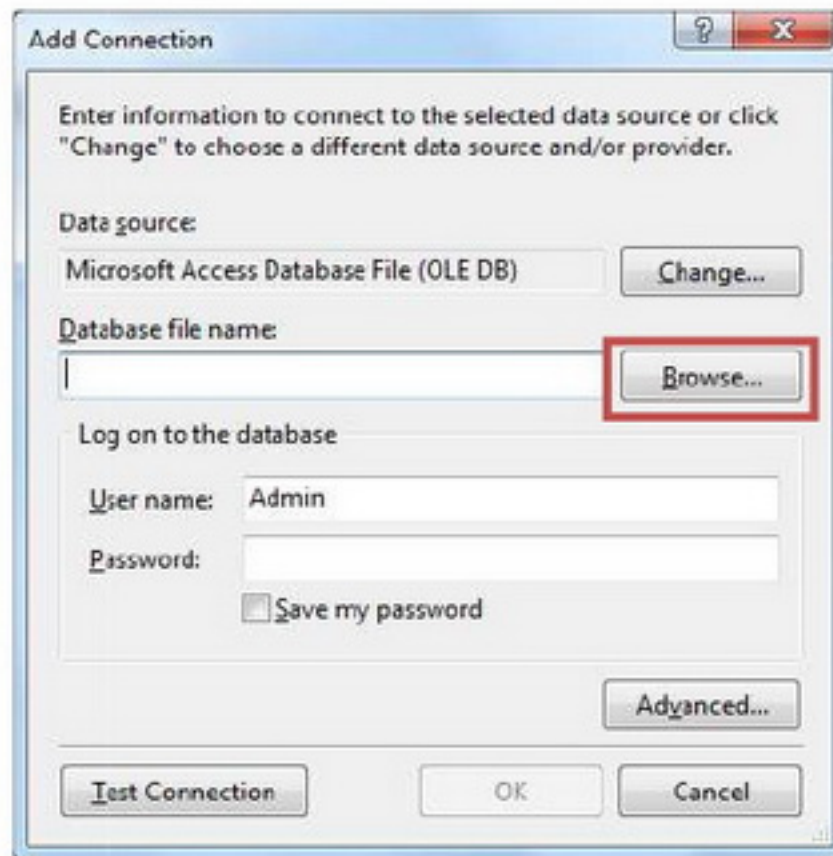 Add Connection
Enter information to connect to the selected data source or click
"Change" to choose a different data source and/or provider.
Data source:
Microsoft Access Database File (OLE DB)
Change...
Database file name:
Browse...
Log on to the database
User name: Admin
Password:
Save my password
Advanced...
Test Connection OK Cancel